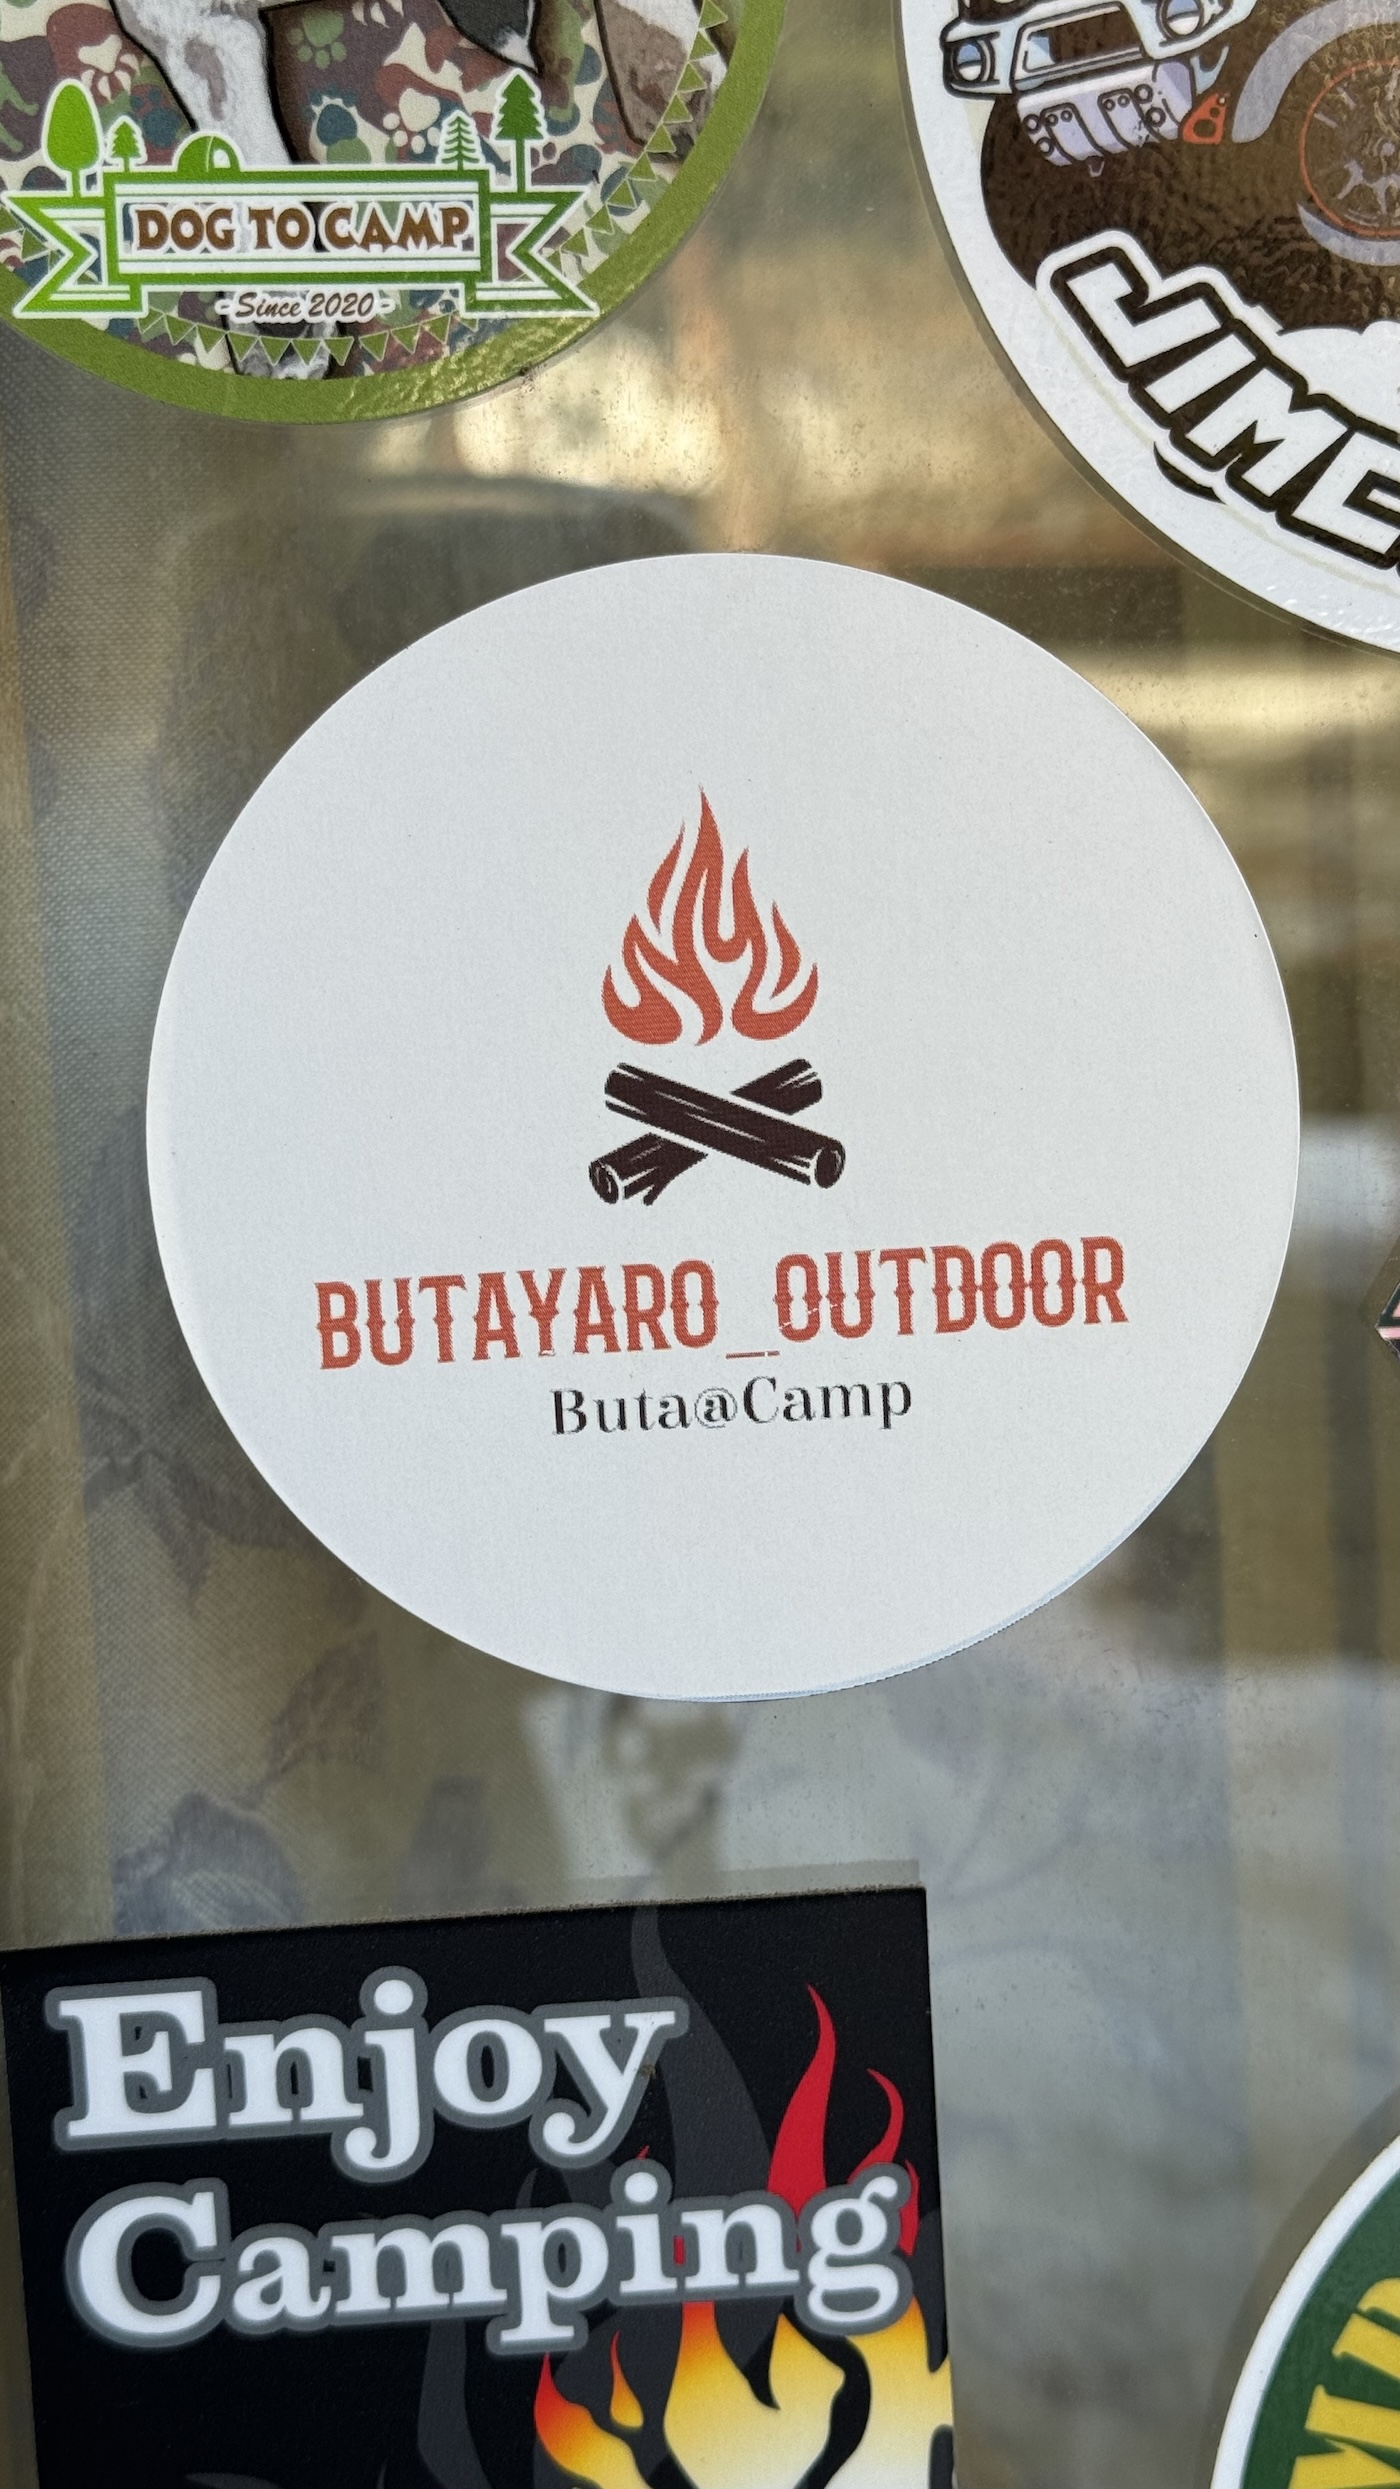 DOG TO CAMP
- Since 2020 -
BUTAYARO_OUTDOOR
Buta@Camp
Enjoy
Camping